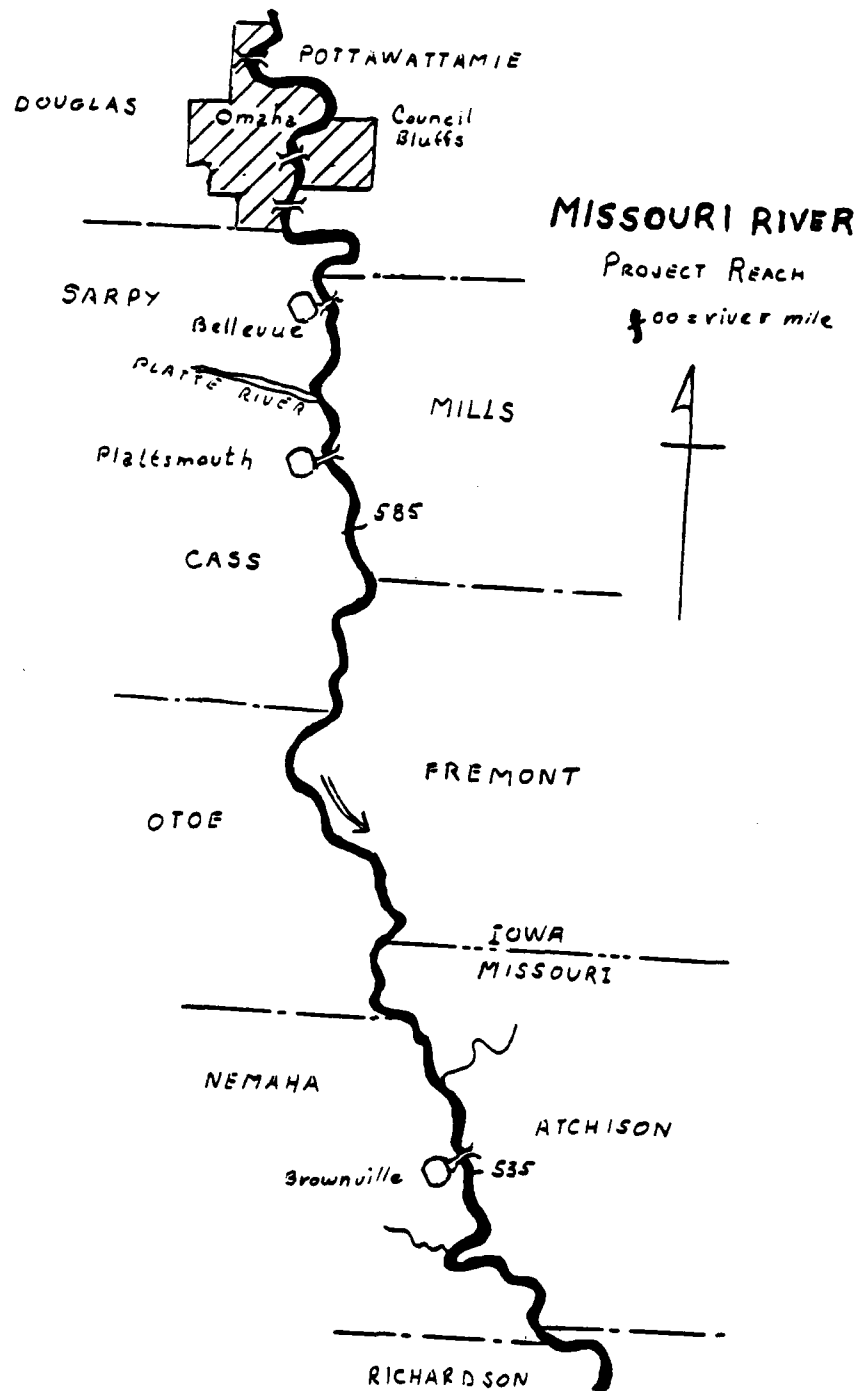 POTTAWATTAMIE
DOUGLAS
Omaha
Council
Bluffs
MISSOURI RIVER
PROJECT REACH
00 = river mile
SARPY
Bellevue
PLATTE RIVER
MILLS
Plattsmouth
585
CASS
FREMONT
OTOE
IOWA
MISSOURI
NEMAHA
ATCHISON
Brownville
535
RICHARDSON